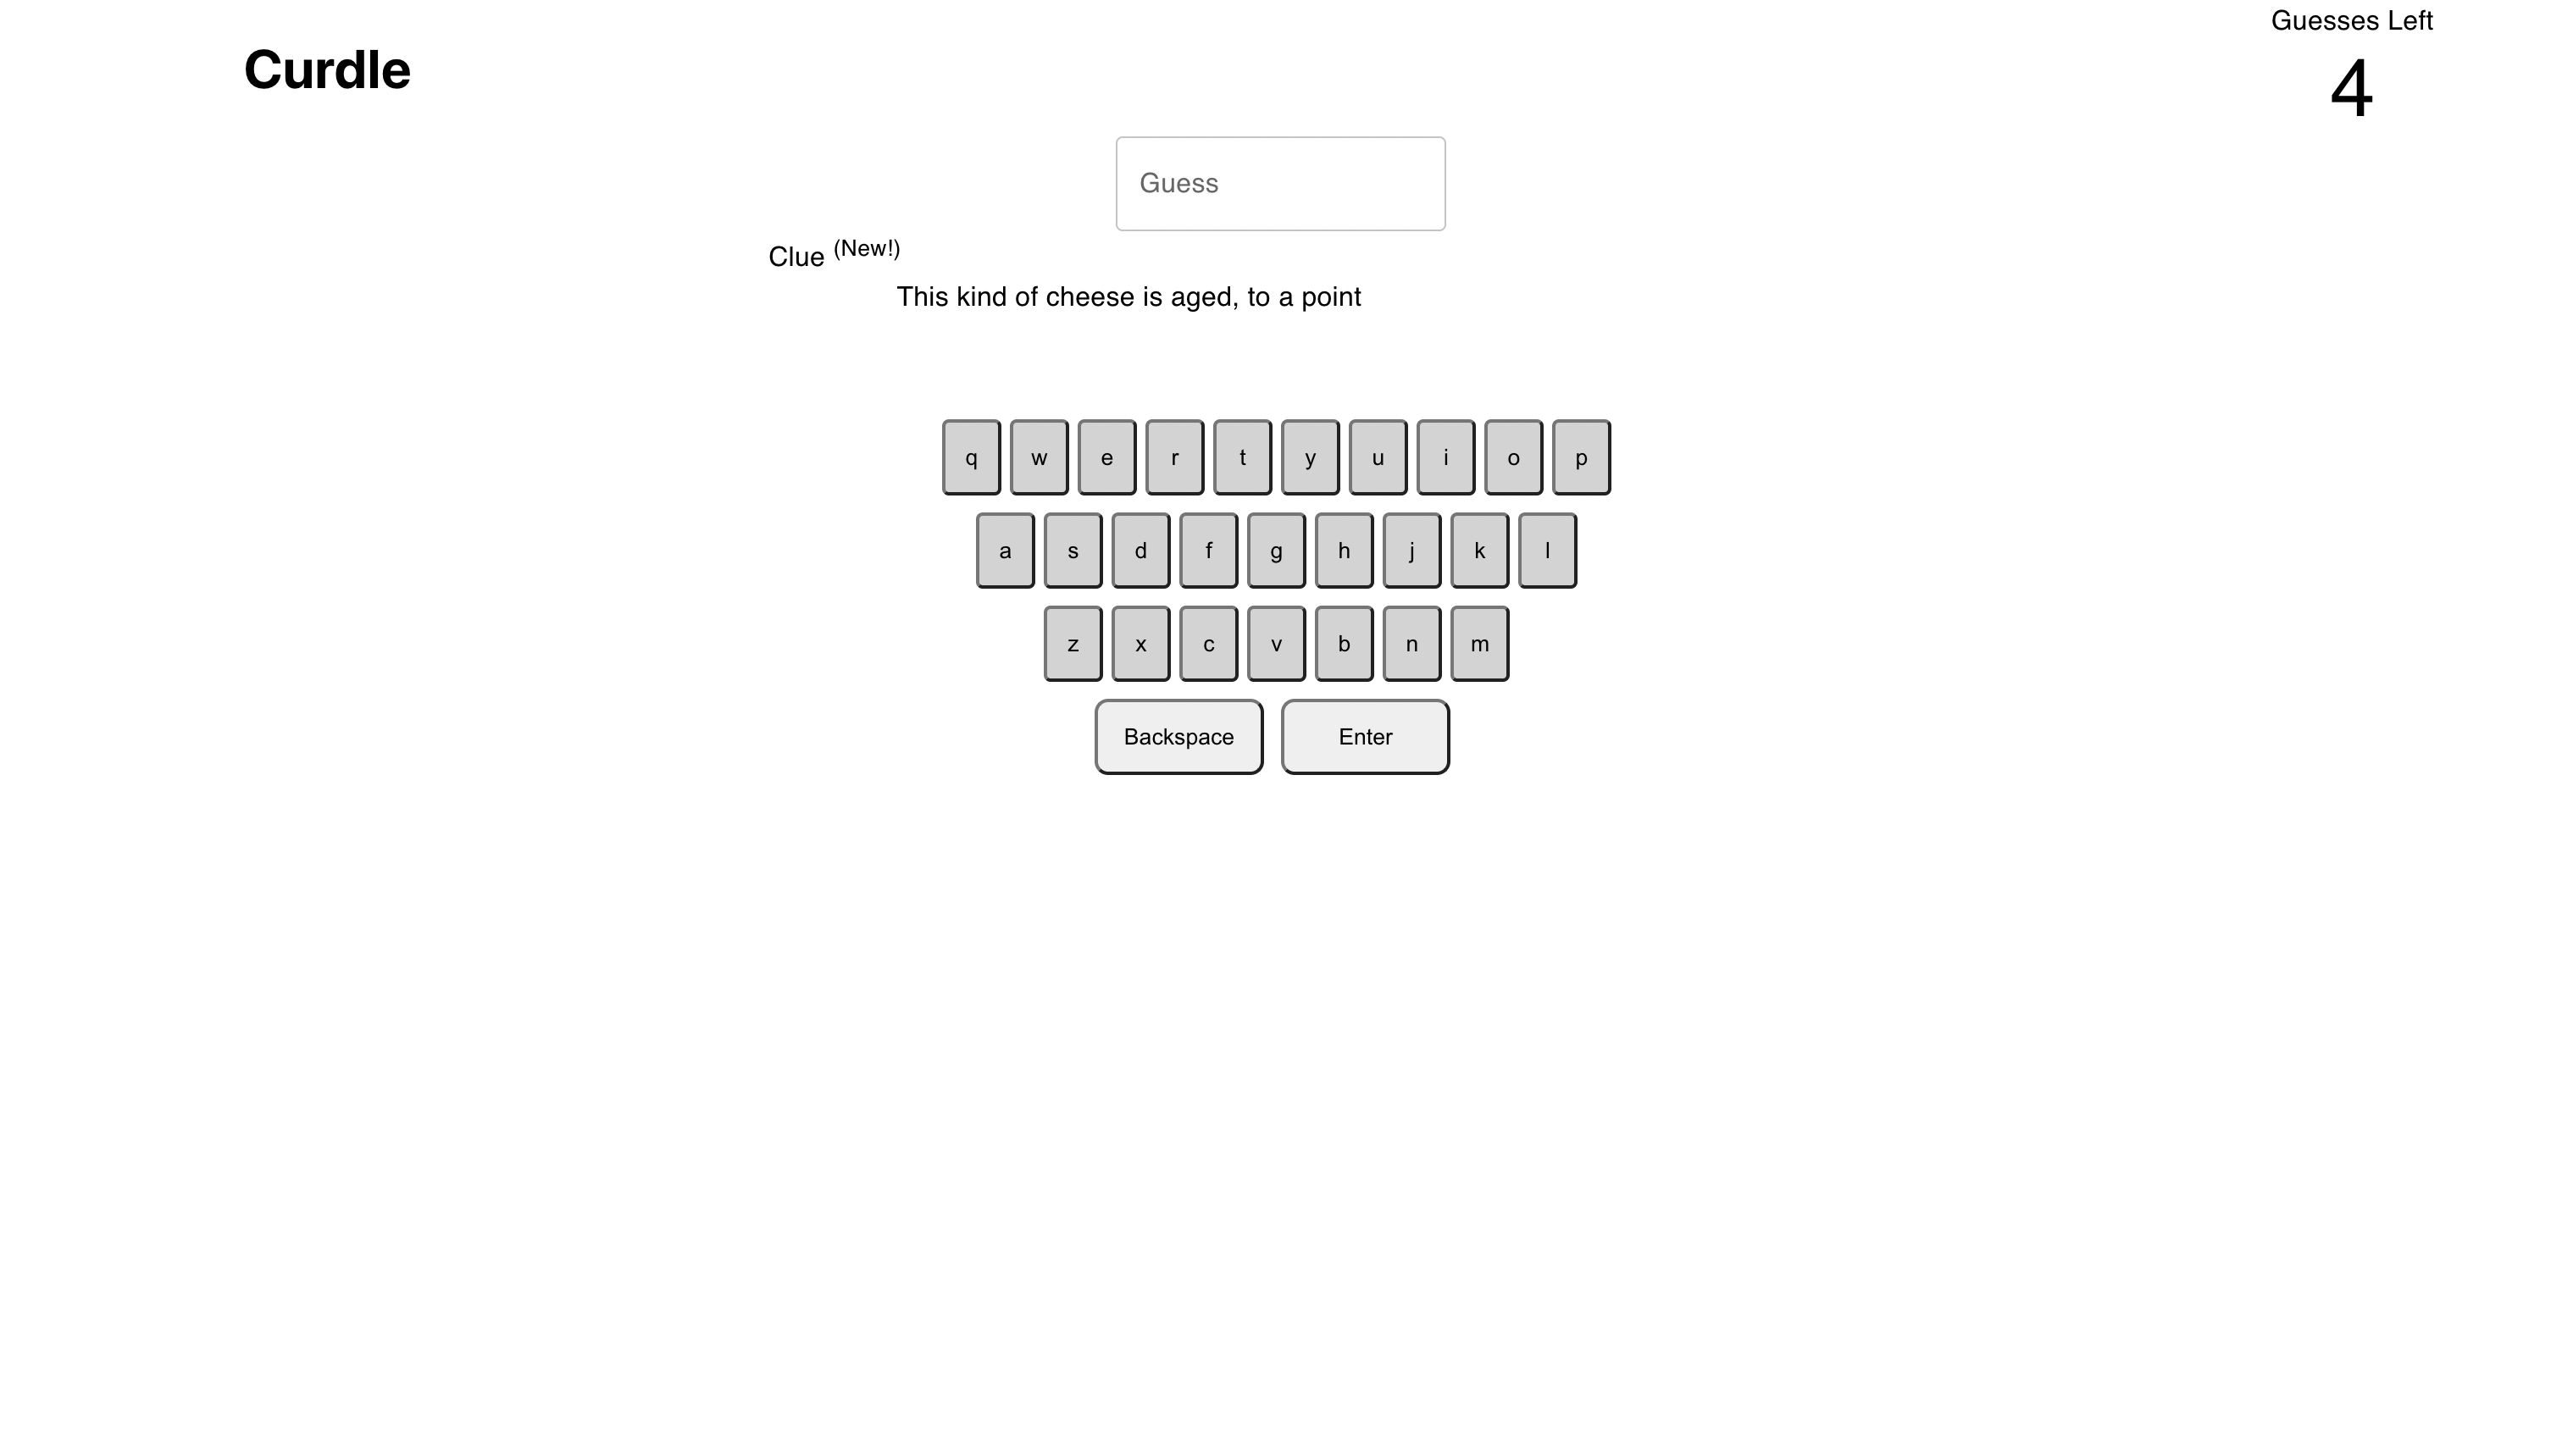 Guesses Left
Curdle
4
Guess
Clue (New!)
This kind of cheese is aged, to a point
q w e r t y u i o p
a s d f g h j k l
z x c v b n m
Backspace Enter